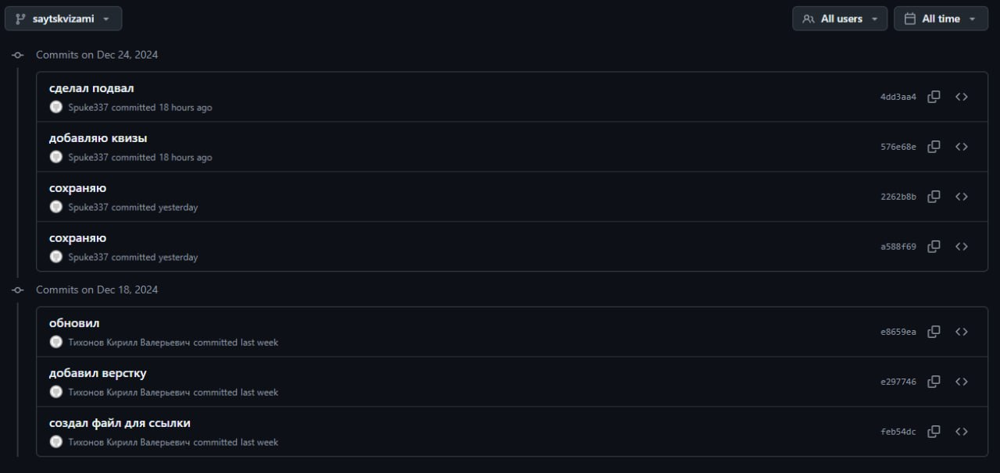 saytskvizami
All users
All time
Commits on Dec 24, 2024
сделал подвал
Spuke337 committed 18 hours ago
4dd3aa4
добавляю квизы
Spuke337 committed 18 hours ago
576e68e
сохраняю
Spuke337 committed yesterday
2262b8b
сохраняю
Spuke337 committed yesterday
a588f69
Commits on Dec 18, 2024
обновил
Тихонов Кирилл Валерьевич committed last week
e8659ea
добавил верстку
Тихонов Кирилл Валерьевич committed last week
e297746
создал файл для ссылки
Тихонов Кирилл Валерьевич committed last week
feb54dc